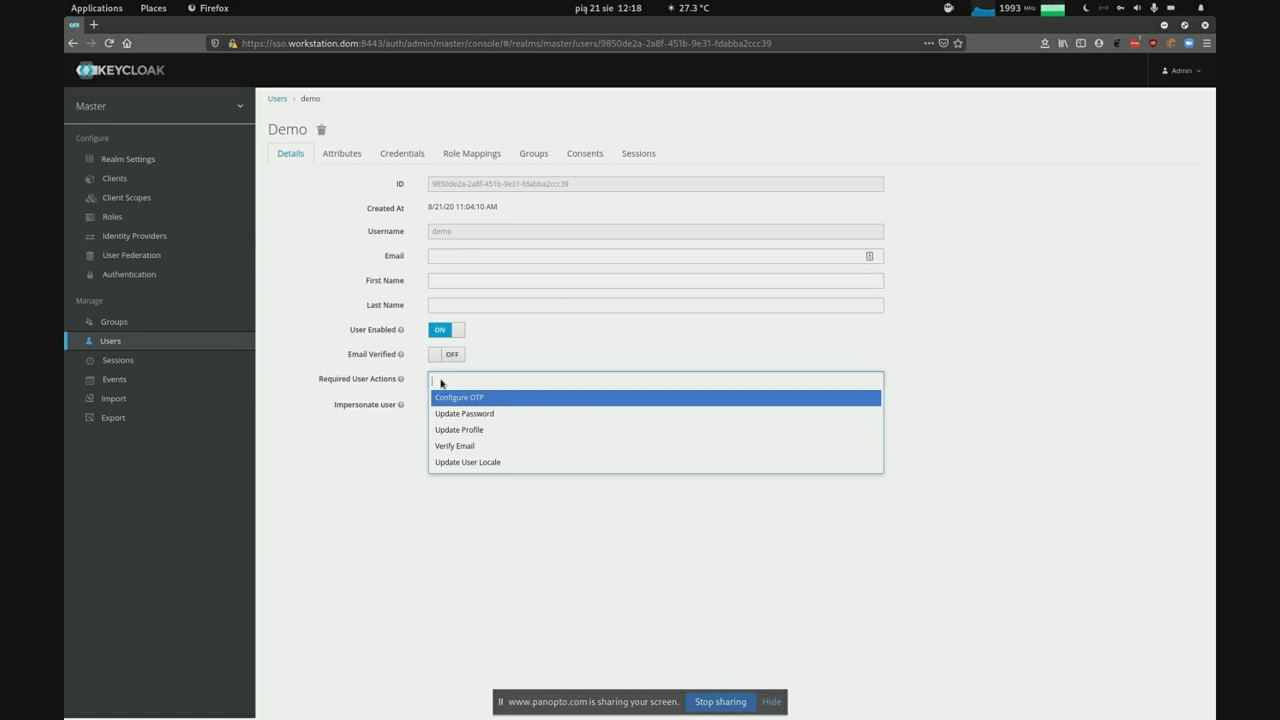 Applications Places Firefox pią 21 sie 12:18 27.3 °C 1993 MHz
https://sso.workstation.dom:8443/auth/admin/master/console/#/realms/master/users/9850de2a-2a8f-451b-9e31-fdabba2ccc39
KEYCLOAK Admin
Master
Users > demo
Demo
Configure
Details Attributes Credentials Role Mappings Groups Consents Sessions
Realm Settings
Clients
Client Scopes
Roles
Identity Providers
User Federation
Authentication
Manage
Groups
Users
Sessions
Events
Import
Export
ID 9850de2a-2a8f-451b-9e31-fdabba2ccc39
Created At 8/21/20 11:04:10 AM
Username demo
Email
First Name
Last Name
User Enabled ON
Email Verified OFF
Required User Actions
Configure OTP
Impersonate user
Update Password
Update Profile
Verify Email
Update User Locale
www.panopto.com is sharing your screen. Stop sharing Hide